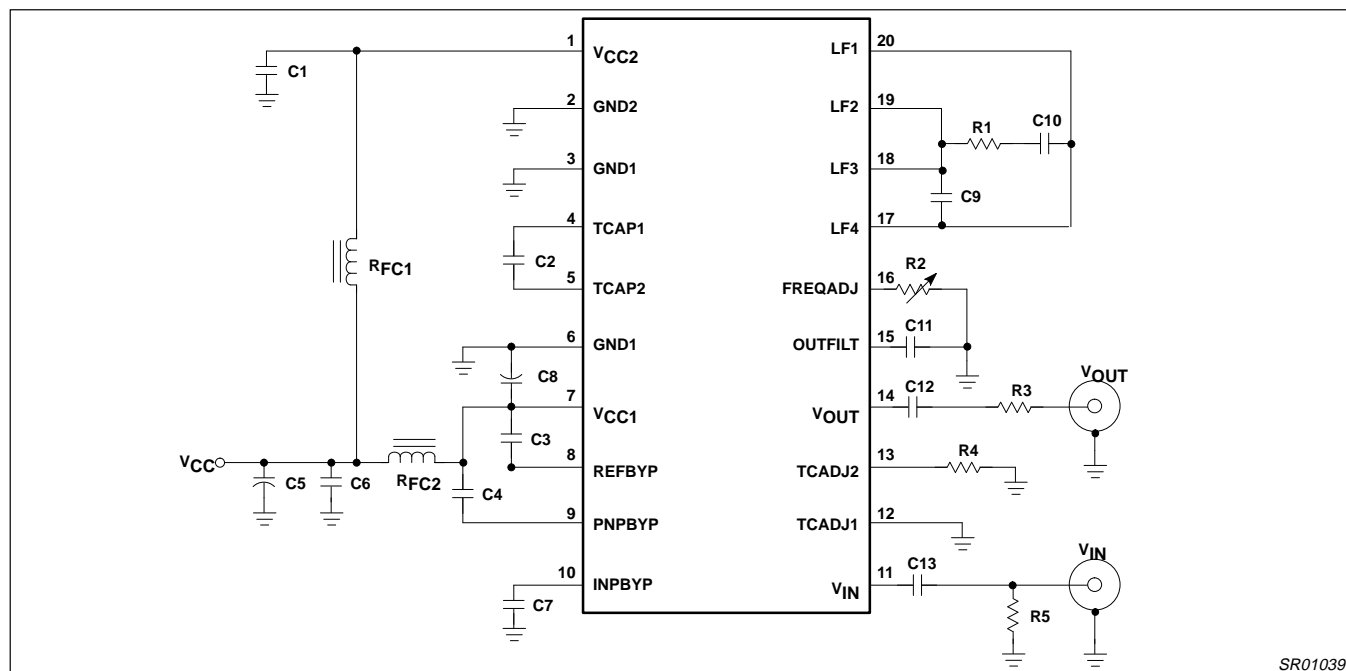 1 VCC2 LF1 20
C1
2 GND2 LF2 19
R1 C10
3 GND1 LF3 18
C9
4 TCAP1 LF4 17
C2
RFC1
R2
5 TCAP2 FREQADJ 16
C11
6 GND1 OUTFILT 15
C8
VOUT
C12 R3
7 VCC1 VOUT 14
C3
R4
VCC 8 REFBYP TCADJ2 13
C5 C6 RFC2 C4
9 PNPBYP TCADJ1 12
VIN
C13
10 INPBYP VIN 11
C7
R5
SR01039